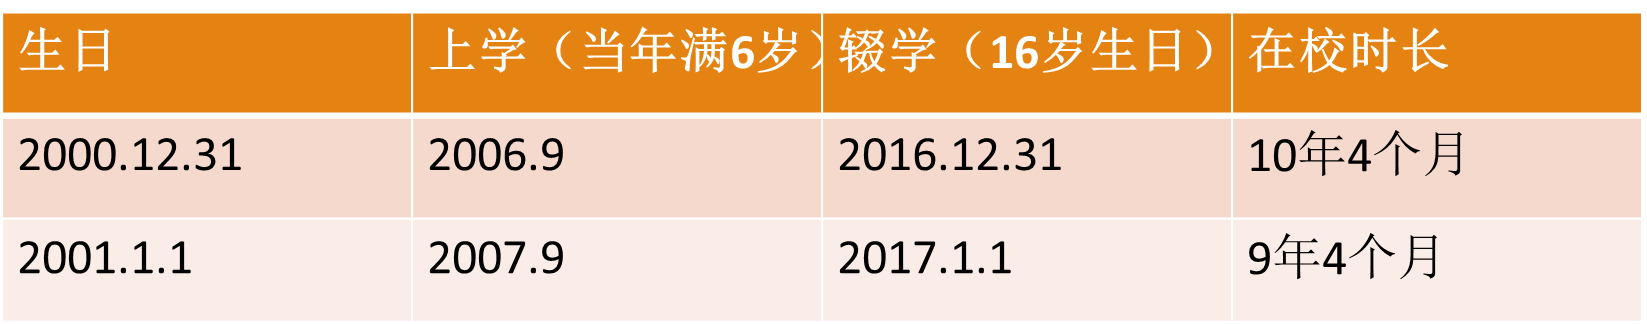 生日 上学（当年满6岁） 辍学（16岁生日） 在校时长
2000.12.31 2006.9 2016.12.31 10年4个月
2001.1.1 2007.9 2017.1.1 9年4个月